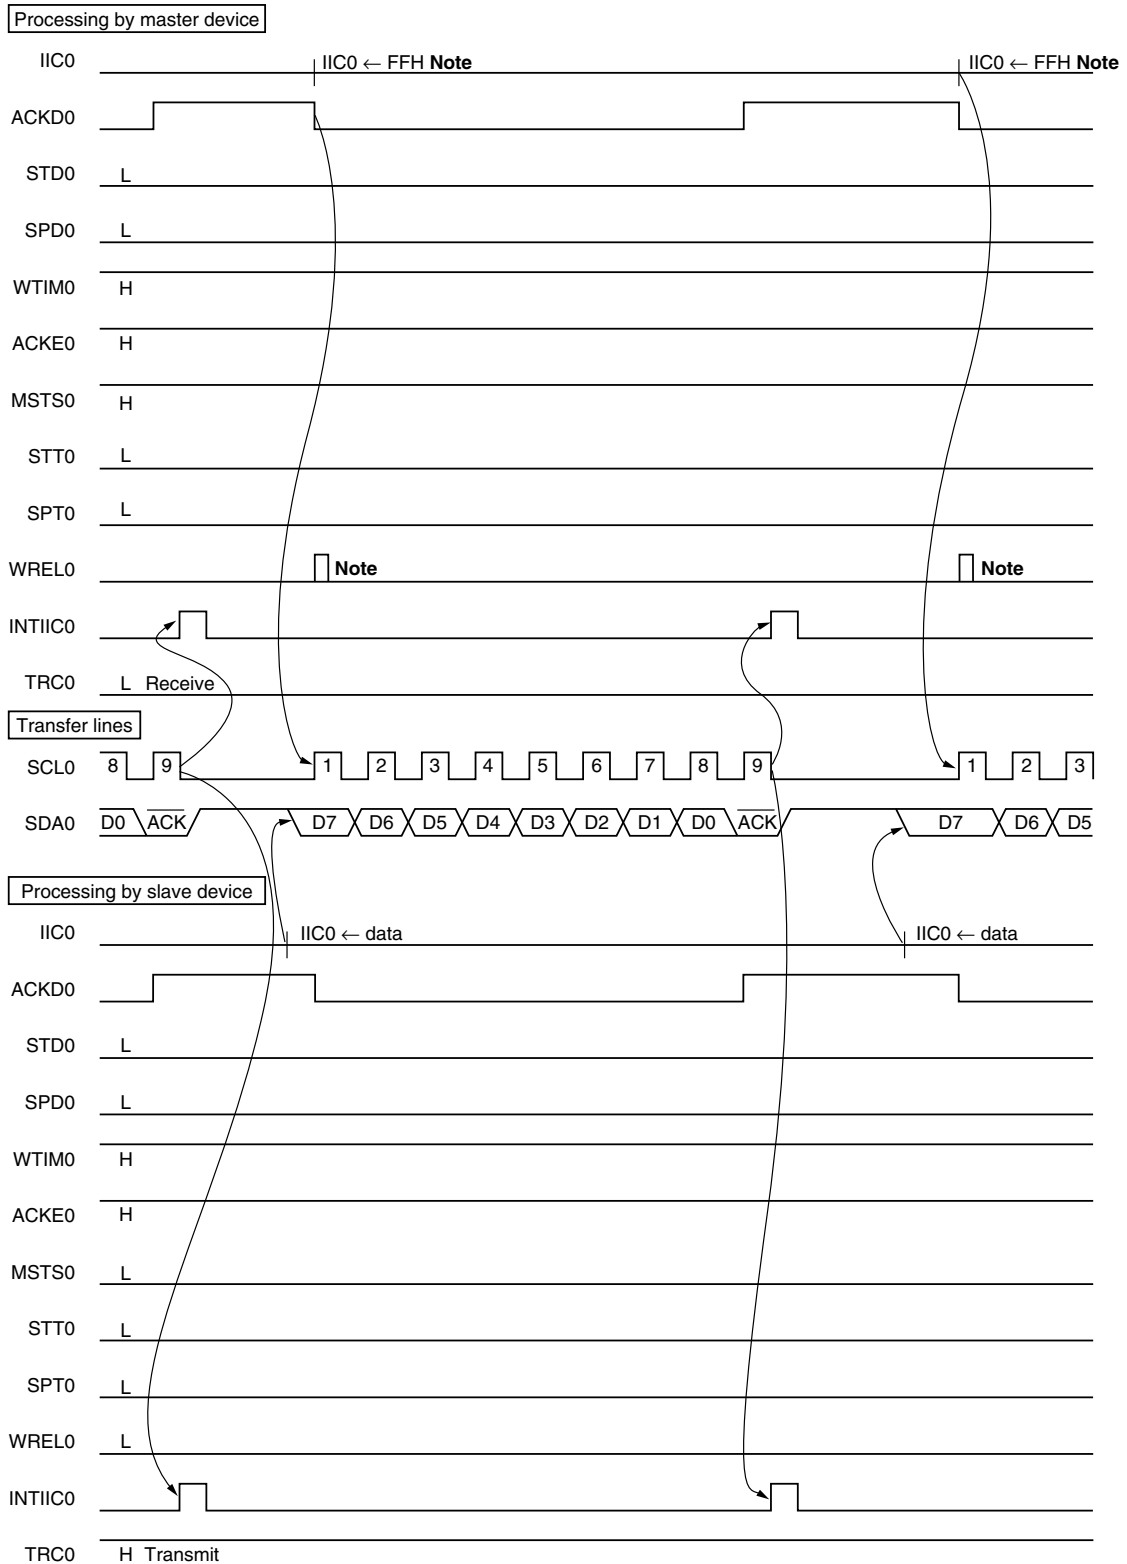 Processing by master device
IIC0 IIC0 ← FFH Note IIC0 ← FFH Note
ACKD0
STD0 L
SPD0 L
WTIM0 H
ACKE0 H
MSTS0 H
STT0 L
SPT0 L
WREL0 Note Note
INTIIC0
TRC0 L Receive
Transfer lines
SCL0 8 9 1 2 3 4 5 6 7 8 9 1 2 3
SDA0 D0 ACK D7 D6 D5 D4 D3 D2 D1 D0 ACK D7 D6 D5
Processing by slave device
IIC0 IIC0 ← data IIC0 ← data
ACKD0
STD0 L
SPD0 L
WTIM0 H
ACKE0 H
MSTS0 L
STT0 L
SPT0 L
WREL0 L
INTIIC0
TRC0 H Transmit